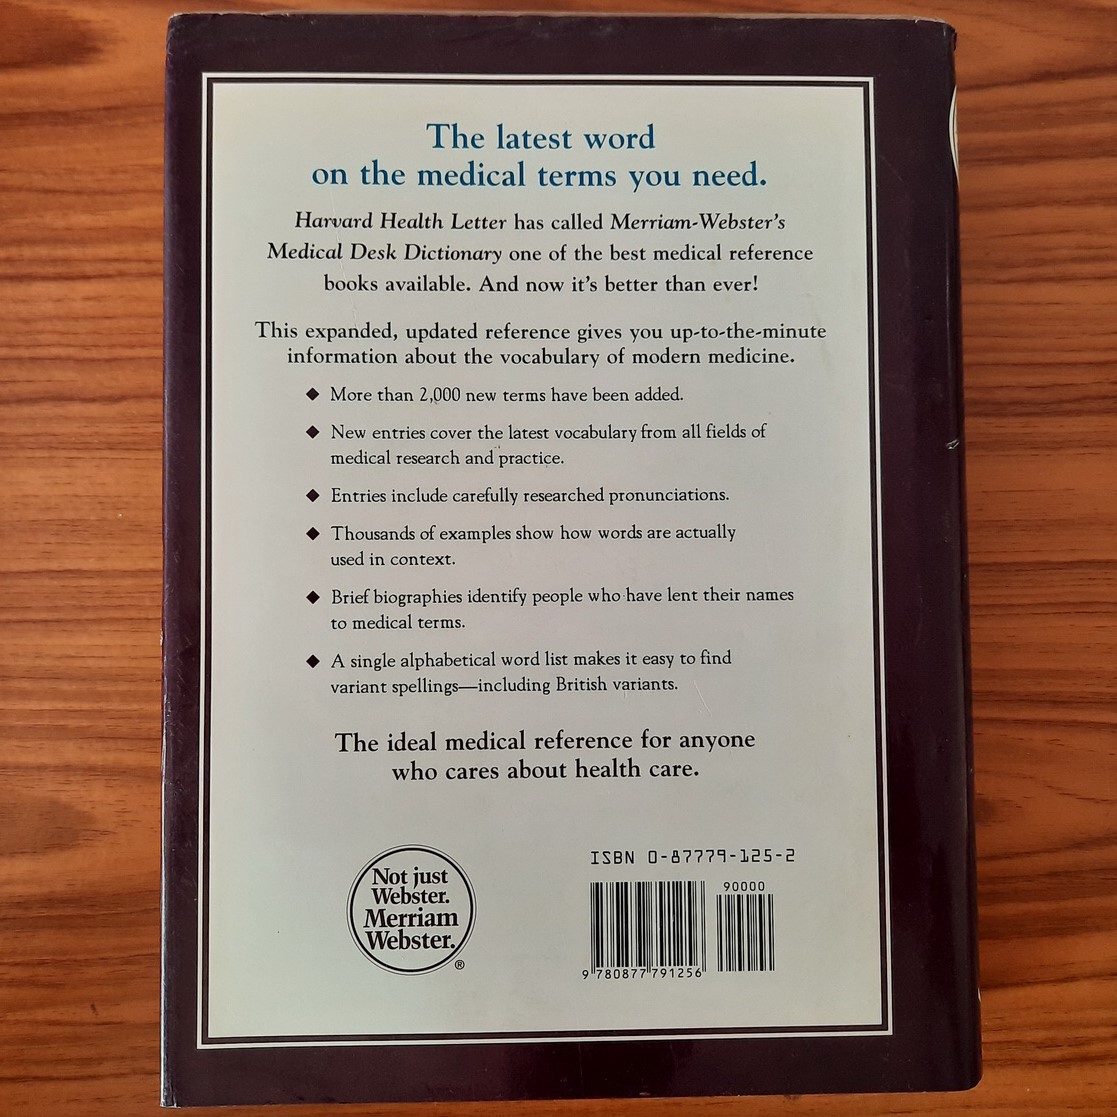 The latest word
on the medical terms you need.
Harvard Health Letter has called Merriam-Webster's
Medical Desk Dictionary one of the best medical reference
books available. And now it's better than ever!
This expanded, updated reference gives you up-to-the-minute
information about the vocabulary of modern medicine.
◆ More than 2,000 new terms have been added.
◆ New entries cover the latest vocabulary from all fields of
medical research and practice.
◆ Entries include carefully researched pronunciations.
◆ Thousands of examples show how words are actually
used in context.
◆ Brief biographies identify people who have lent their names
to medical terms.
◆ A single alphabetical word list makes it easy to find
variant spellings—including British variants.
The ideal medical reference for anyone
who cares about health care.
Not just
Webster.
Merriam
Webster.
®
ISBN 0-87779-125-2
90000
9 780877 791256